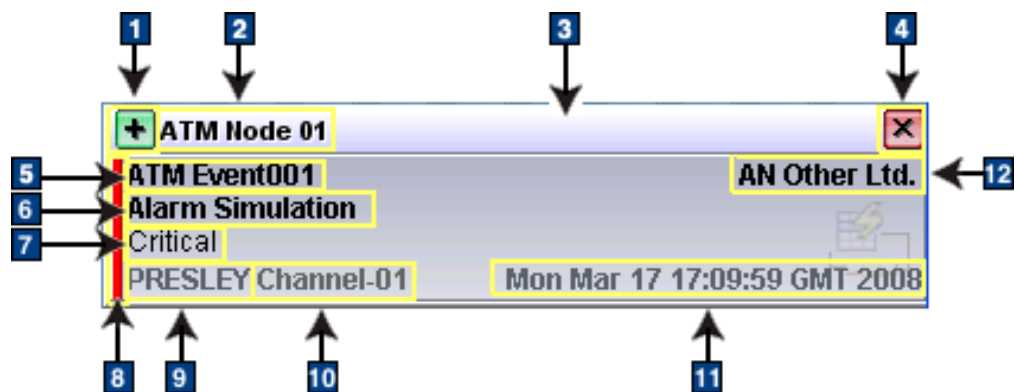 1 2 3 4
+ ATM Node 01 ×
5 ATM Event001 AN Other Ltd. 12
6 Alarm Simulation
7 Critical
PRESLEY Channel-01 Mon Mar 17 17:09:59 GMT 2008
8 9 10 11